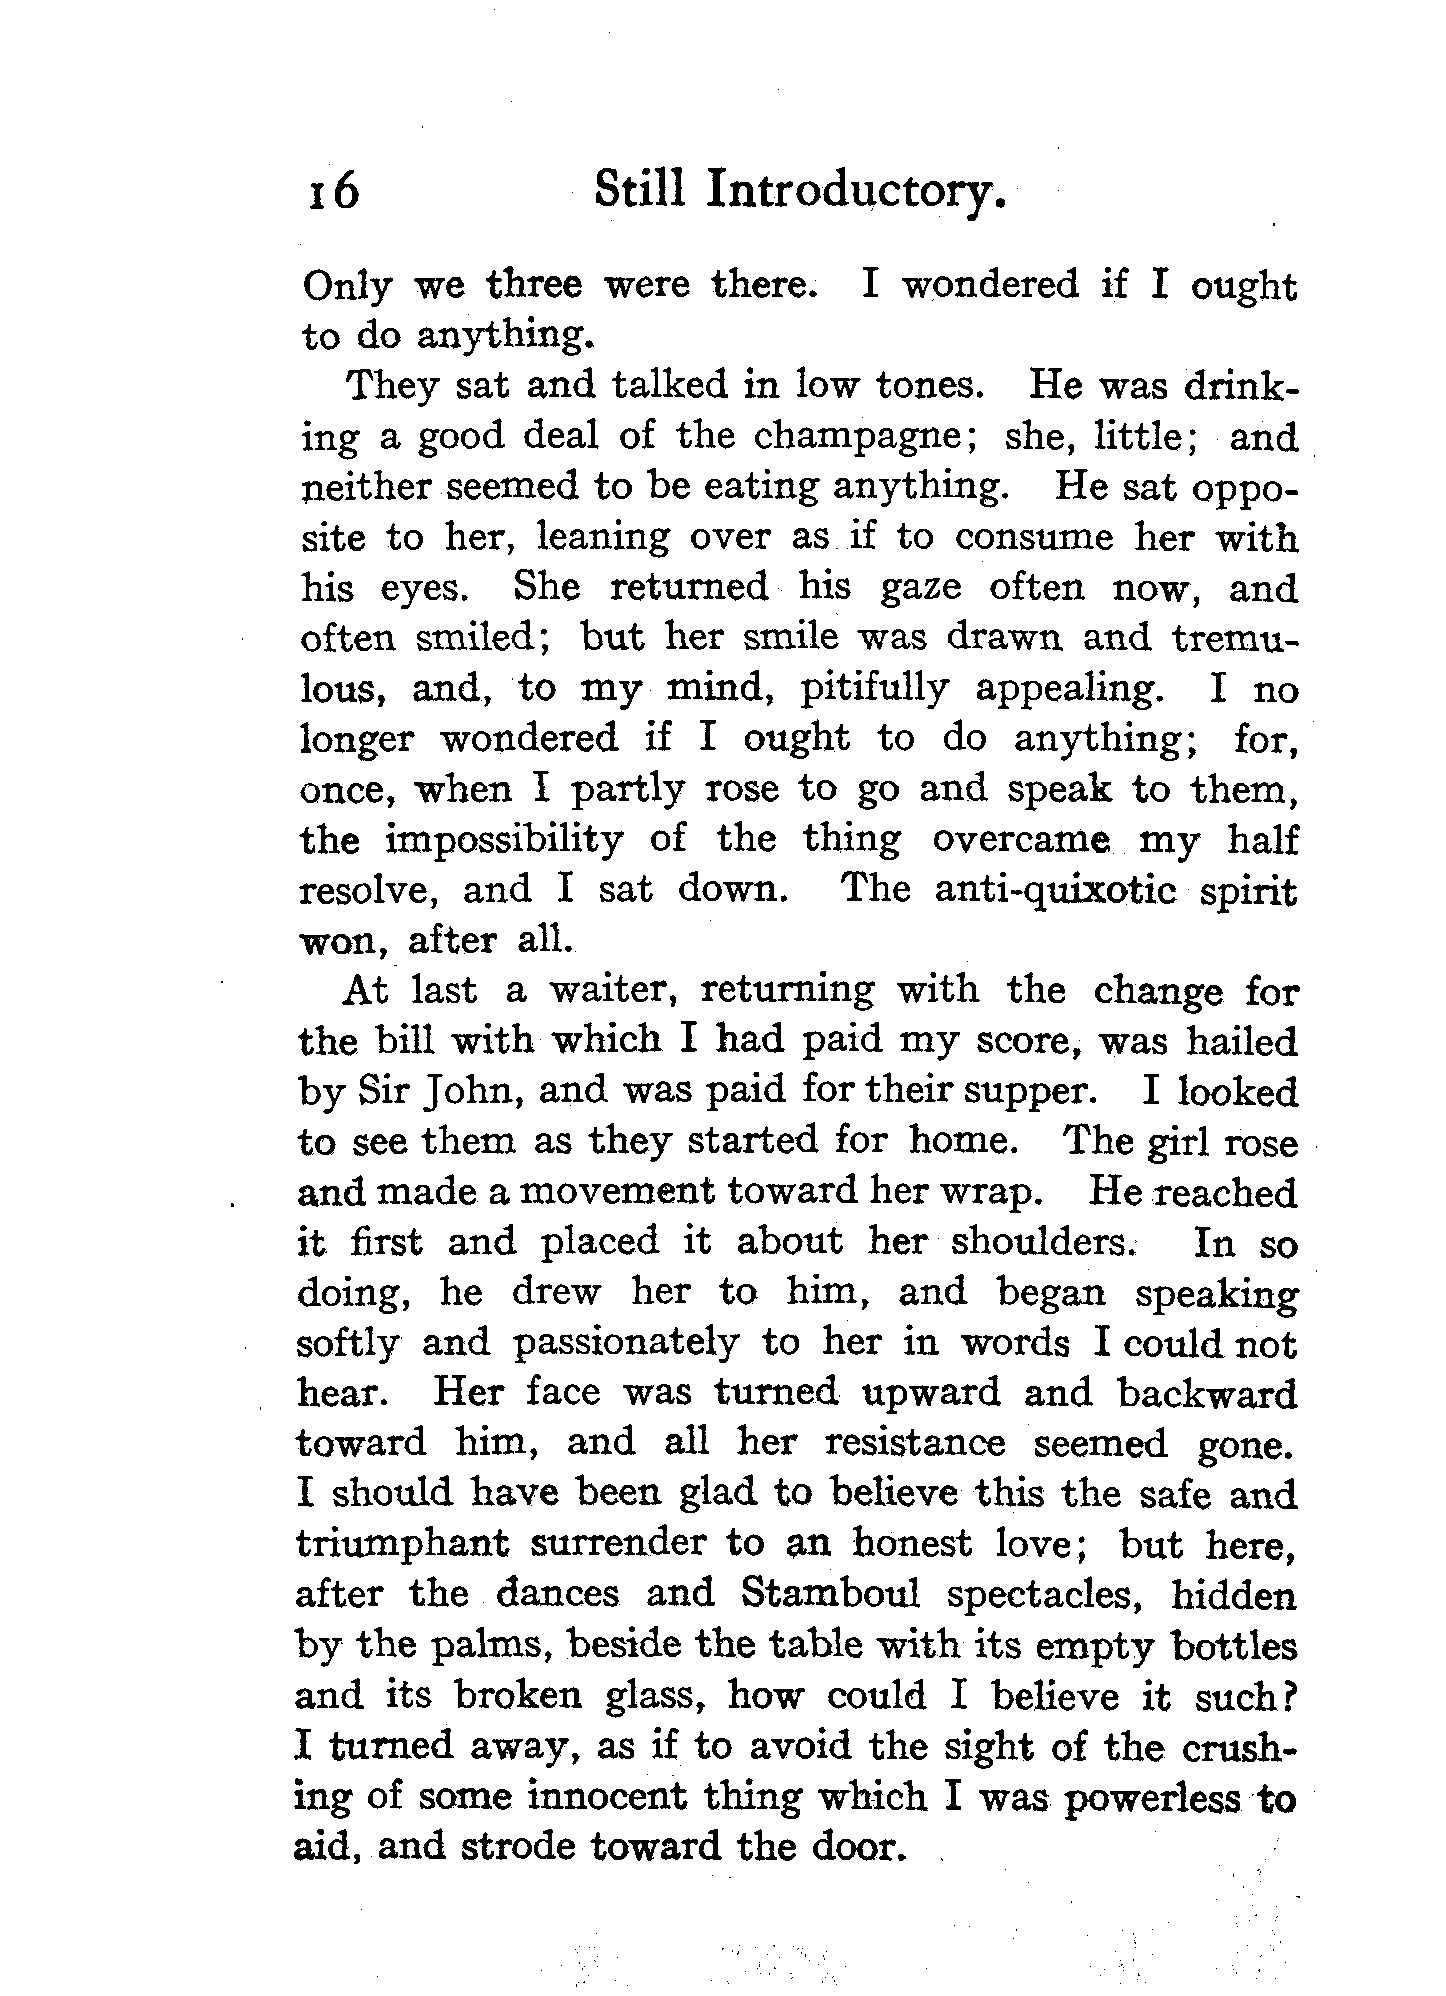 16 Still Introductory.
Only we three were there. I wondered if I ought
to do anything.
They sat and talked in low tones. He was drink-
ing a good deal of the champagne; she, little; and
neither seemed to be eating anything. He sat oppo-
site to her, leaning over as if to consume her with
his eyes. She returned his gaze often now, and
often smiled; but her smile was drawn and tremu-
lous, and, to my mind, pitifully appealing. I no
longer wondered if I ought to do anything; for,
once, when I partly rose to go and speak to them,
the impossibility of the thing overcame my half
resolve, and I sat down. The anti-quixotic spirit
won, after all.
At last a waiter, returning with the change for
the bill with which I had paid my score, was hailed
by Sir John, and was paid for their supper. I looked
to see them as they started for home. The girl rose
and made a movement toward her wrap. He reached
it first and placed it about her shoulders. In so
doing, he drew her to him, and began speaking
softly and passionately to her in words I could not
hear. Her face was turned upward and backward
toward him, and all her resistance seemed gone.
I should have been glad to believe this the safe and
triumphant surrender to an honest love; but here,
after the dances and Stamboul spectacles, hidden
by the palms, beside the table with its empty bottles
and its broken glass, how could I believe it such?
I turned away, as if to avoid the sight of the crush-
ing of some innocent thing which I was powerless to
aid, and strode toward the door.